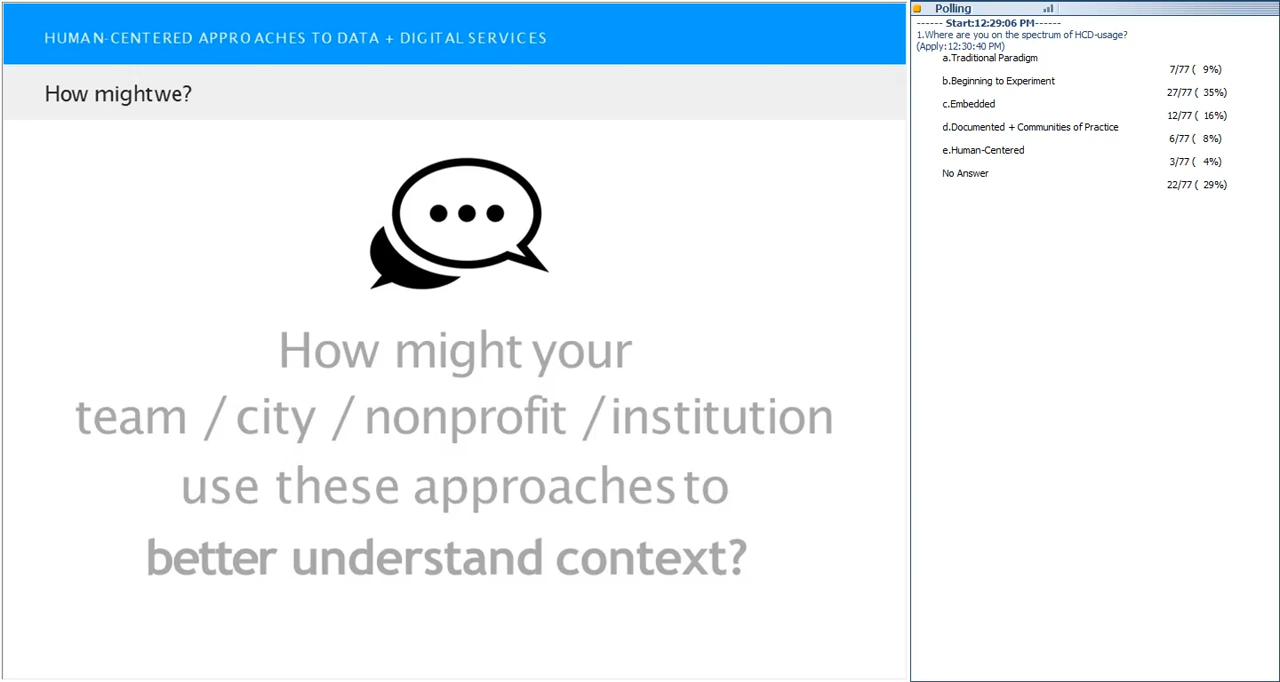 HUMAN-CENTERED APPROACHES TO DATA + DIGITAL SERVICES
How might we?
How might your
team / city / nonprofit / institution
use these approaches to
better understand context?
Polling
------ Start:12:29:06 PM------
1.Where are you on the spectrum of HCD-usage?
(Apply:12:30:40 PM)
a.Traditional Paradigm
7/77 ( 9%)
b.Beginning to Experiment
27/77 ( 35%)
c.Embedded
12/77 ( 16%)
d.Documented + Communities of Practice
6/77 ( 8%)
e.Human-Centered
3/77 ( 4%)
No Answer
22/77 ( 29%)